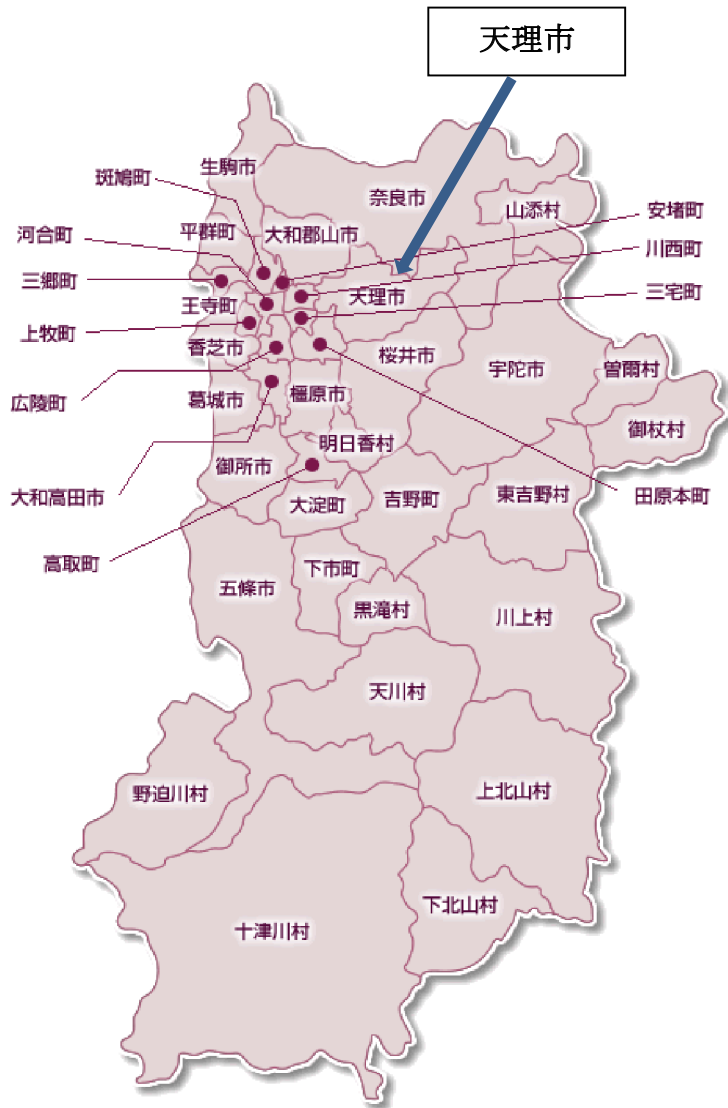 天理市
生駒市
斑鳩町
奈良市
山添村
安堵町
平群町
大和郡山市
河合町
川西町
三郷町
天理市
三宅町
王寺町
上牧町
香芝市
桜井市
宇陀市
曽爾村
広陵町
葛城市
橿原市
御杖村
明日香村
御所市
大和高田市
大淀町
吉野町
東吉野村
田原本町
高取町
下市町
五條市
黒滝村
川上村
天川村
野迫川村
上北山村
下北山村
十津川村